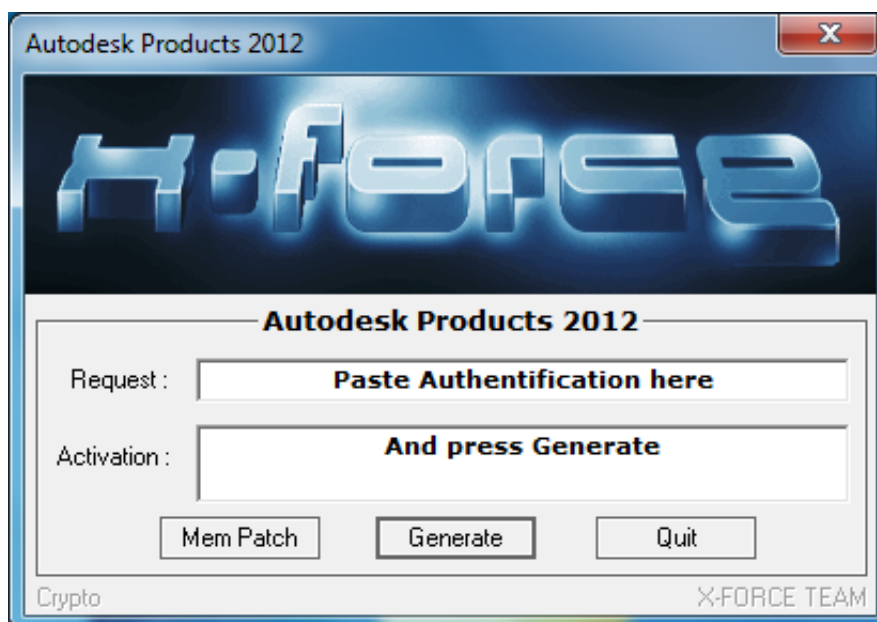 Autodesk Products 2012
x-force
Autodesk Products 2012
Request : Paste Authentification here
Activation : And press Generate
Mem Patch Generate Quit
Crypto X-FORCE TEAM